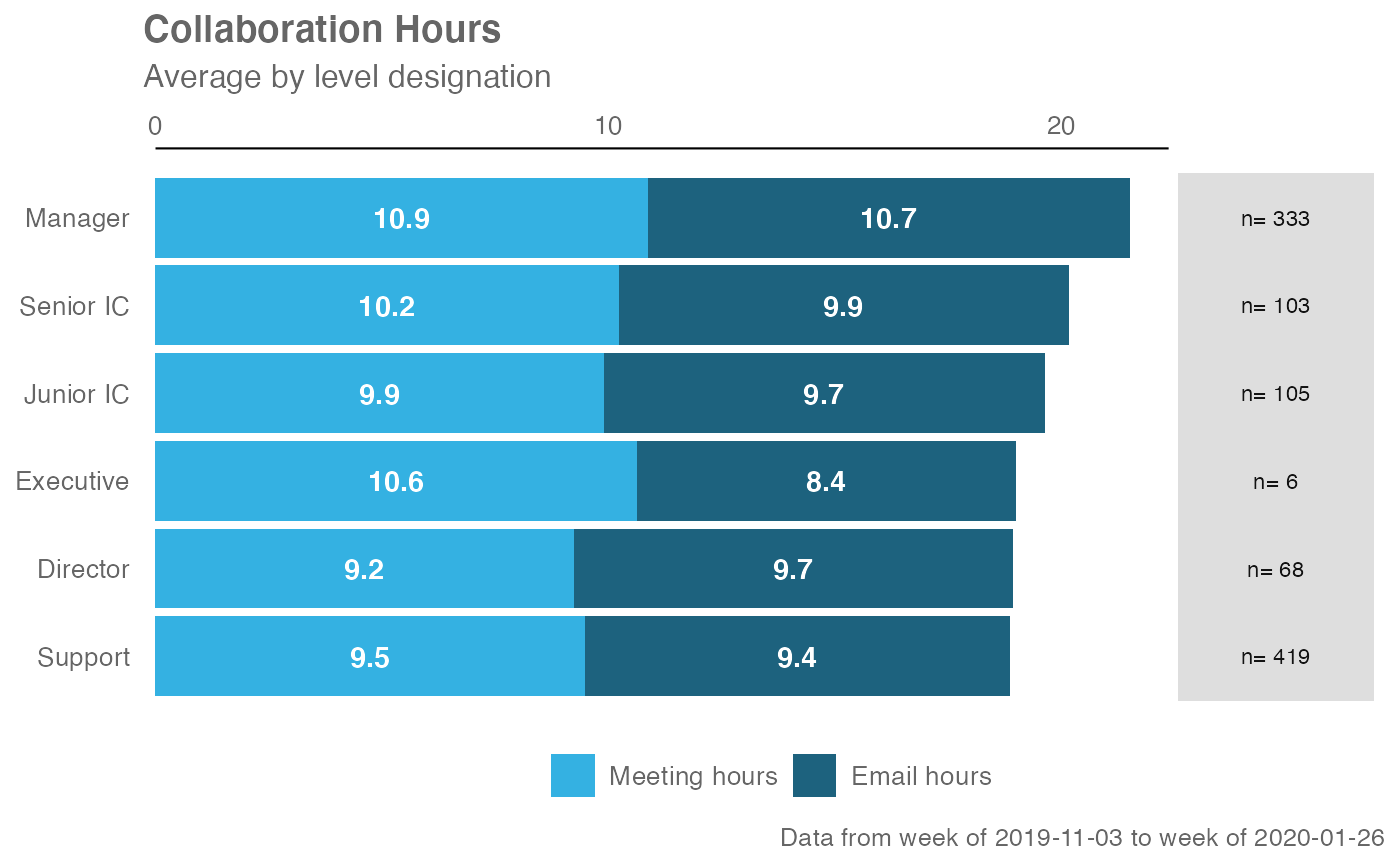 Collaboration Hours
Average by level designation
0 10 20
Manager 10.9 10.7 n= 333
Senior IC 10.2 9.9 n= 103
Junior IC 9.9 9.7 n= 105
Executive 10.6 8.4 n= 6
Director 9.2 9.7 n= 68
Support 9.5 9.4 n= 419
Meeting hours Email hours
Data from week of 2019-11-03 to week of 2020-01-26